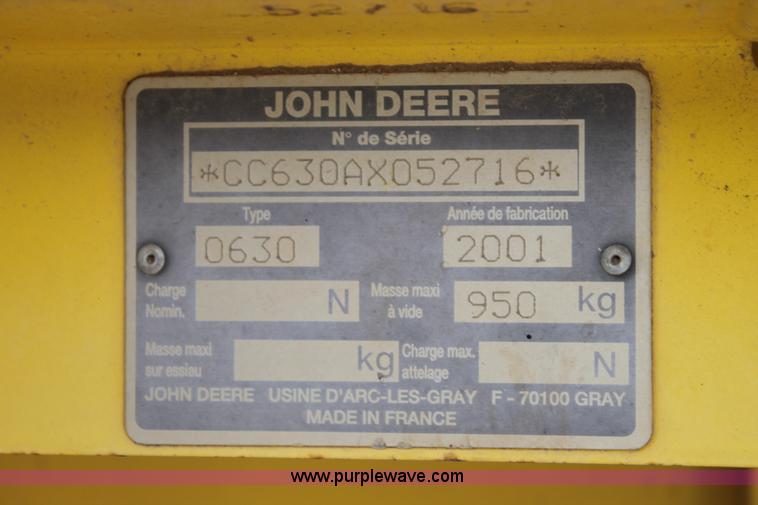 52716
JOHN DEERE
N° de Série
*CC630AX052716*
Type Année de fabrication
0630 2001
Charge Nomin. N Masse maxi à vide 950 kg
Masse maxi sur essiau kg Charge max. attelage N
JOHN DEERE USINE D'ARC-LES-GRAY F - 70100 GRAY
MADE IN FRANCE
www.purplewave.com